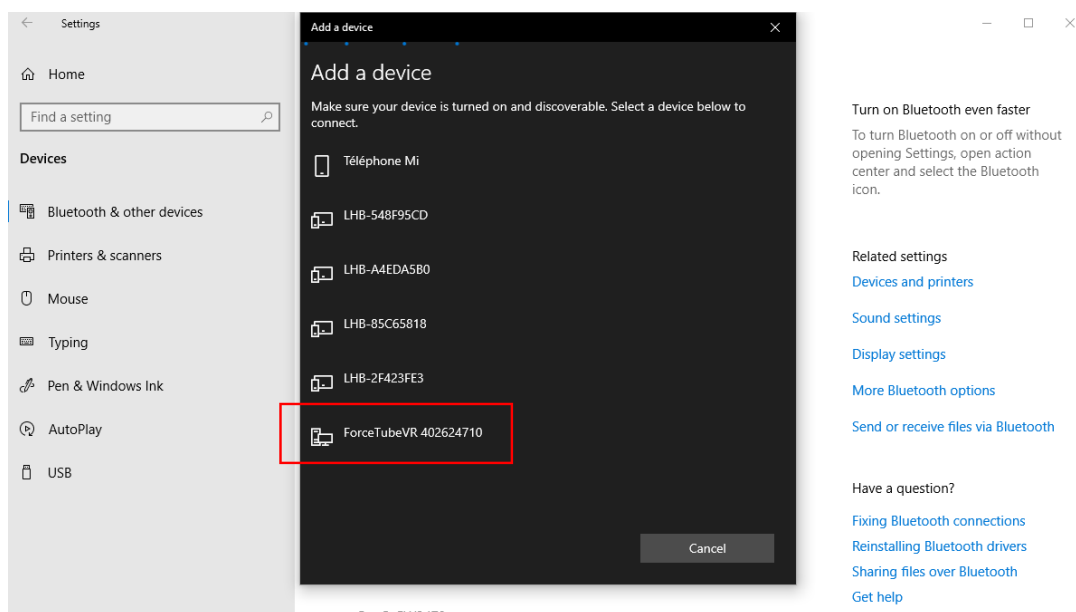 Settings
Home
Find a setting
Devices
Bluetooth & other devices
Printers & scanners
Mouse
Typing
Pen & Windows Ink
AutoPlay
USB
Add a device
Add a device
Make sure your device is turned on and discoverable. Select a device below to
connect.
Téléphone Mi
LHB-548F95CD
LHB-A4EDA5B0
LHB-85C65818
LHB-2F423FE3
ForceTubeVR 402624710
Cancel
Turn on Bluetooth even faster
To turn Bluetooth on or off without
opening Settings, open action
center and select the Bluetooth
icon.
Related settings
Devices and printers
Sound settings
Display settings
More Bluetooth options
Send or receive files via Bluetooth
Have a question?
Fixing Bluetooth connections
Reinstalling Bluetooth drivers
Sharing files over Bluetooth
Get help